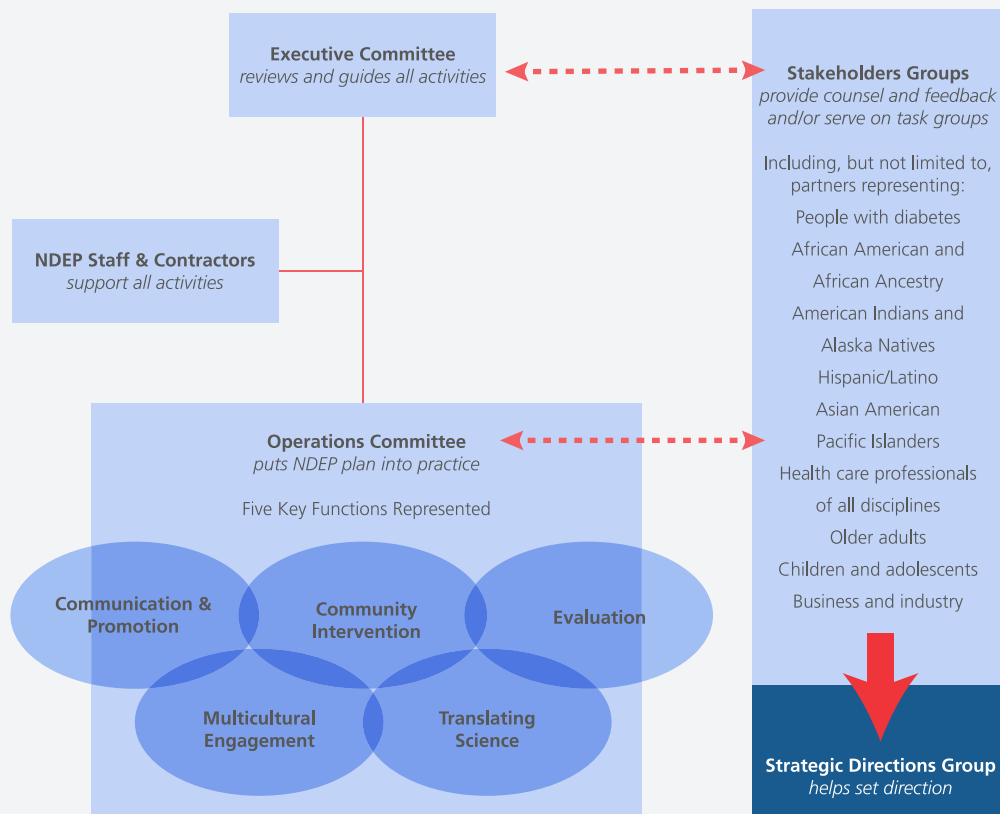 Executive Committee
reviews and guides all activities
NDEP Staff & Contractors
support all activities
Operations Committee
puts NDEP plan into practice
Five Key Functions Represented
Communication &
Promotion
Community
Intervention
Evaluation
Multicultural
Engagement
Translating
Science
Stakeholders Groups
provide counsel and feedback
and/or serve on task groups
Including, but not limited to,
partners representing:
People with diabetes
African American and
African Ancestry
American Indians and
Alaska Natives
Hispanic/Latino
Asian American
Pacific Islanders
Health care professionals
of all disciplines
Older adults
Children and adolescents
Business and industry
Strategic Directions Group
helps set direction